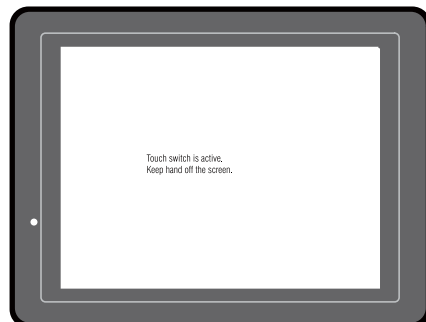 Touch switch is active.
Keep hand off the screen.